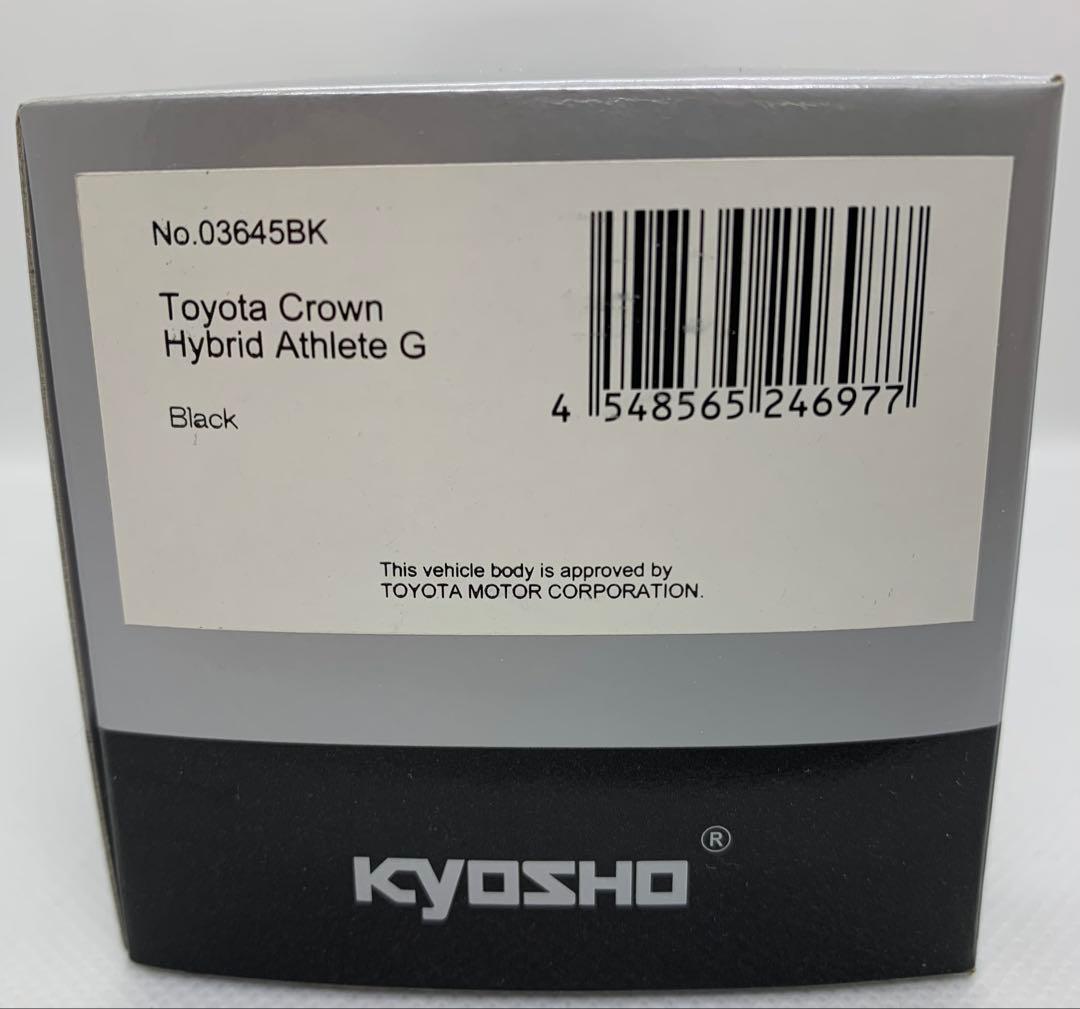 No.03645BK
Toyota Crown
Hybrid Athlete G
Black
4 548565 246977
This vehicle body is approved by
TOYOTA MOTOR CORPORATION.
KYOSHO ®